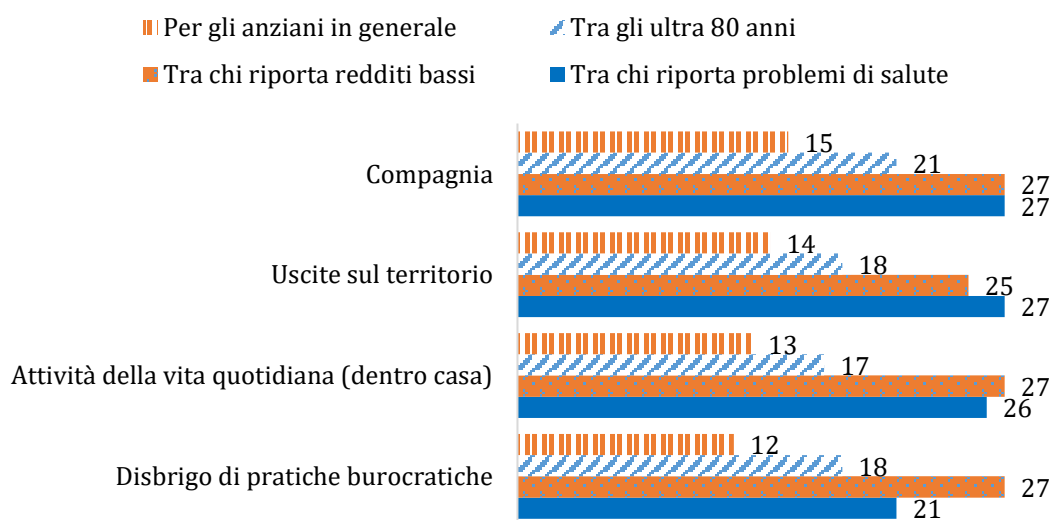 Per gli anziani in generale
Tra gli ultra 80 anni
Tra chi riporta redditi bassi
Tra chi riporta problemi di salute
Compagnia
15
21
27
27
Uscite sul territorio
14
18
25
27
Attività della vita quotidiana (dentro casa)
13
17
27
26
Disbrigo di pratiche burocratiche
12
18
27
21